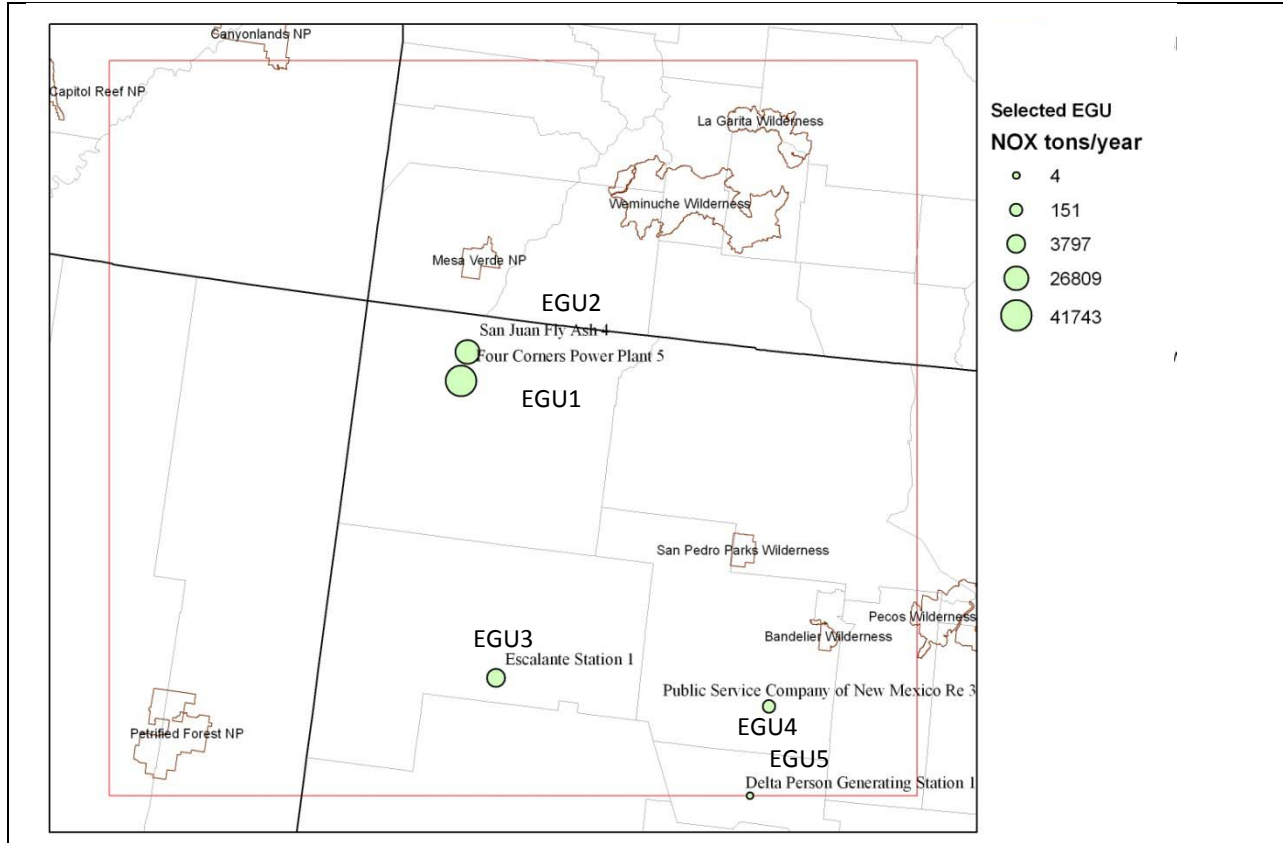 Canyonlands NP
Capitol Reef NP
La Garita Wilderness
Weminuche Wilderness
Mesa Verde NP
EGU2
San Juan Fly Ash 4
Four Corners Power Plant 5
EGU1
San Pedro Parks Wilderness
Pecos Wilderness
Bandelier Wilderness
EGU3
Escalante Station 1
Public Service Company of New Mexico Re 3
EGU4
Petrified Forest NP
EGU5
Delta Person Generating Station 1
Selected EGU
NOX tons/year
4
151
3797
26809
41743